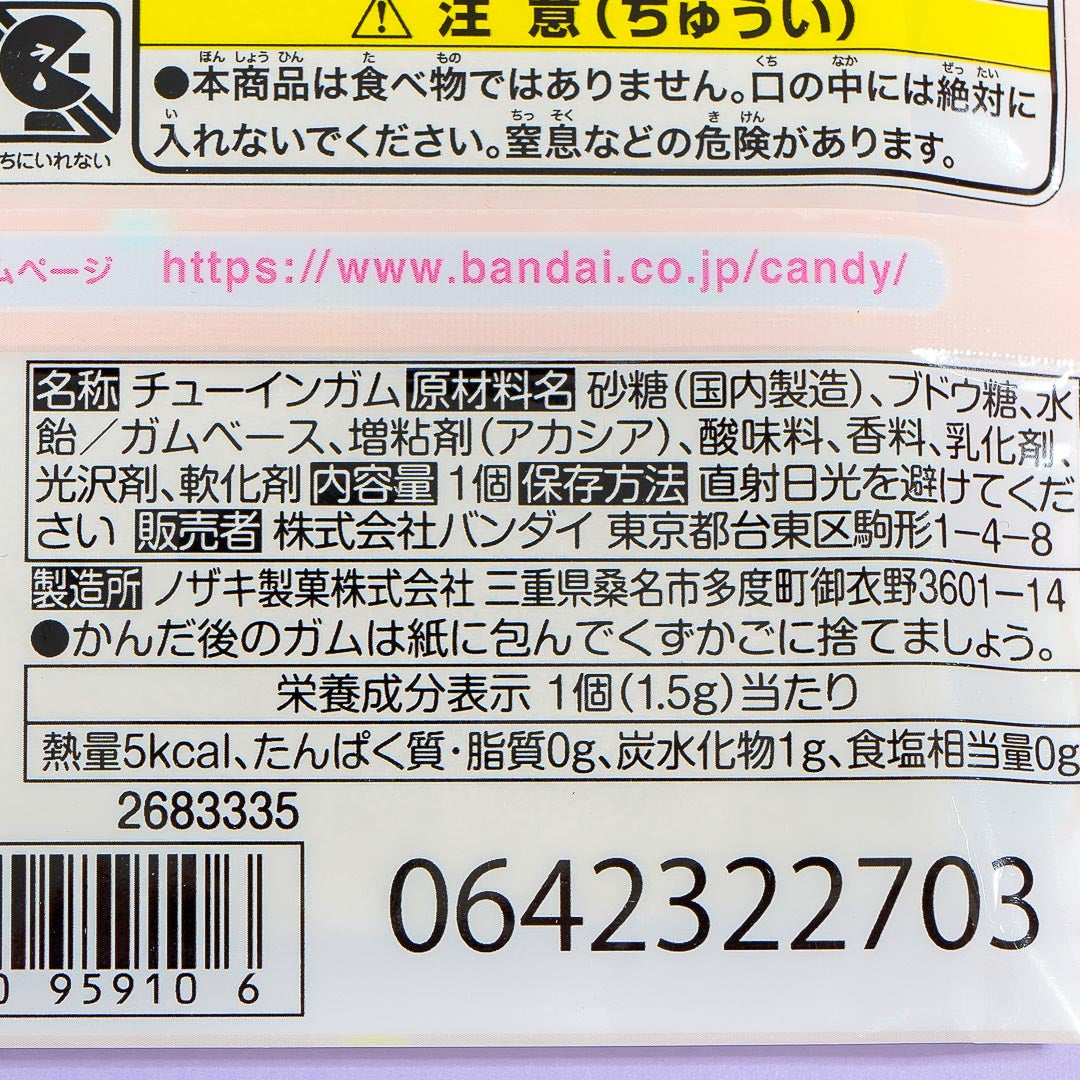 ⚠注意(ちゅうい)
ほんしょうひん た もの くち なか ぜったい
●本商品は食べ物ではありません。口の中には絶対に
い ちっそく きけん
入れないでください。窒息などの危険があります。
ちにいれない
ムページ https://www.bandai.co.jp/candy/
名称 チューインガム 原材料名 砂糖(国内製造)、ブドウ糖、水
飴/ガムベース、増粘剤(アカシア)、酸味料、香料、乳化剤、
光沢剤、軟化剤 内容量 1個 保存方法 直射日光を避けてくだ
さい 販売者 株式会社バンダイ 東京都台東区駒形1-4-8
製造所 ノザキ製菓株式会社 三重県桑名市多度町御衣野3601-14
●かんだ後のガムは紙に包んでくずかごに捨てましょう。
栄養成分表示 1個(1.5g)当たり
熱量5kcal、たんぱく質・脂質0g、炭水化物1g、食塩相当量0g
2683335
0642322703
0 95910 6